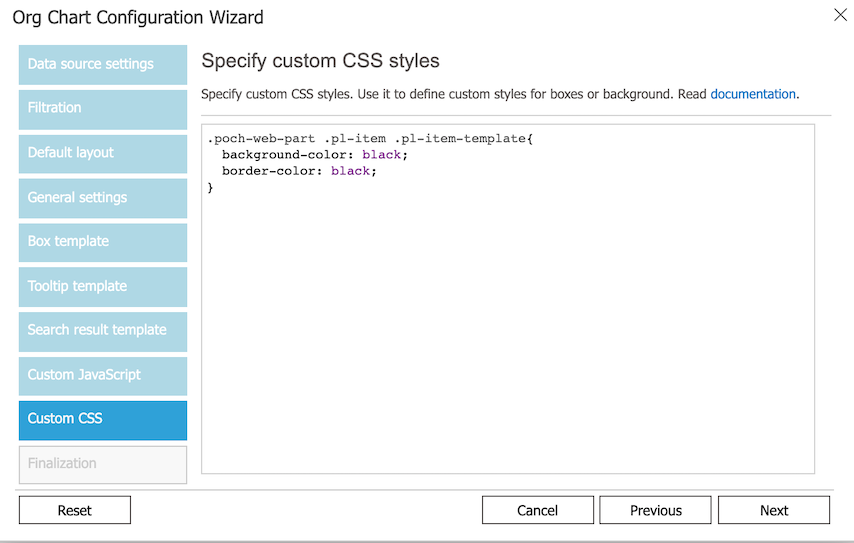 Org Chart Configuration Wizard
Data source settings
Filtration
Default layout
General settings
Box template
Tooltip template
Search result template
Custom JavaScript
Custom CSS
Finalization
Specify custom CSS styles
Specify custom CSS styles. Use it to define custom styles for boxes or background. Read documentation.
.poch-web-part .pl-item .pl-item-template{
  background-color: black;
  border-color: black;
}
Reset
Cancel
Previous
Next